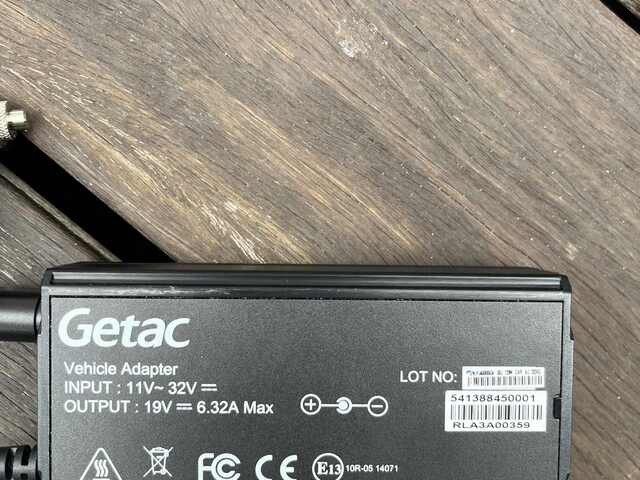 Getac
Vehicle Adapter
INPUT : 11V~ 32V ⎓
OUTPUT : 19V ⎓ 6.32A Max
LOT NO:
541388450001
RLA3A00359
FC CE E13 10R-05 14071